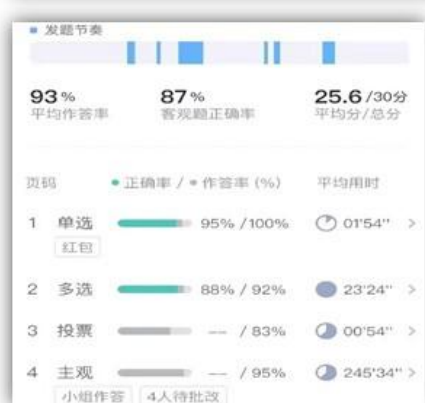 发题节奏
93% 87% 25.6/30分
平均作答率 客观题正确率 平均分/总分
页码 正确率 / 作答率 (%) 平均用时
1 单选 95% /100% 01'54" >
红包
2 多选 88% / 92% 23'24" >
3 投票 -- / 83% 00'54" >
4 主观 -- / 95% 245'34" >
小组作答 4人待批改